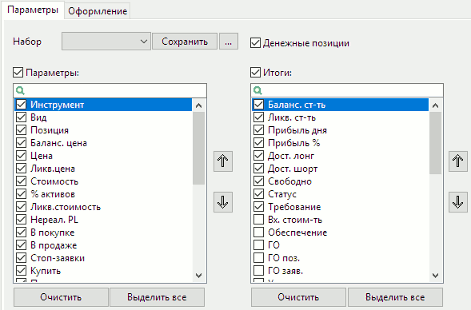 Параметры Оформление
Набор Сохранить ... Денежные позиции
Параметры:
Инструмент
Вид
Позиция
Баланс. цена
Цена
Ликв.цена
Стоимость
% активов
Ликв.стоимость
Нереал. PL
В покупке
В продаже
Стоп-заявки
Купить
Очистить Выделить все
Итоги:
Баланс. ст-ть
Ликв. ст-ть
Прибыль дня
Прибыль %
Дост. лонг
Дост. шорт
Свободно
Статус
Требование
Вх. стоим-ть
Обеспечение
ГО
ГО поз.
ГО заяв.
Очистить Выделить все